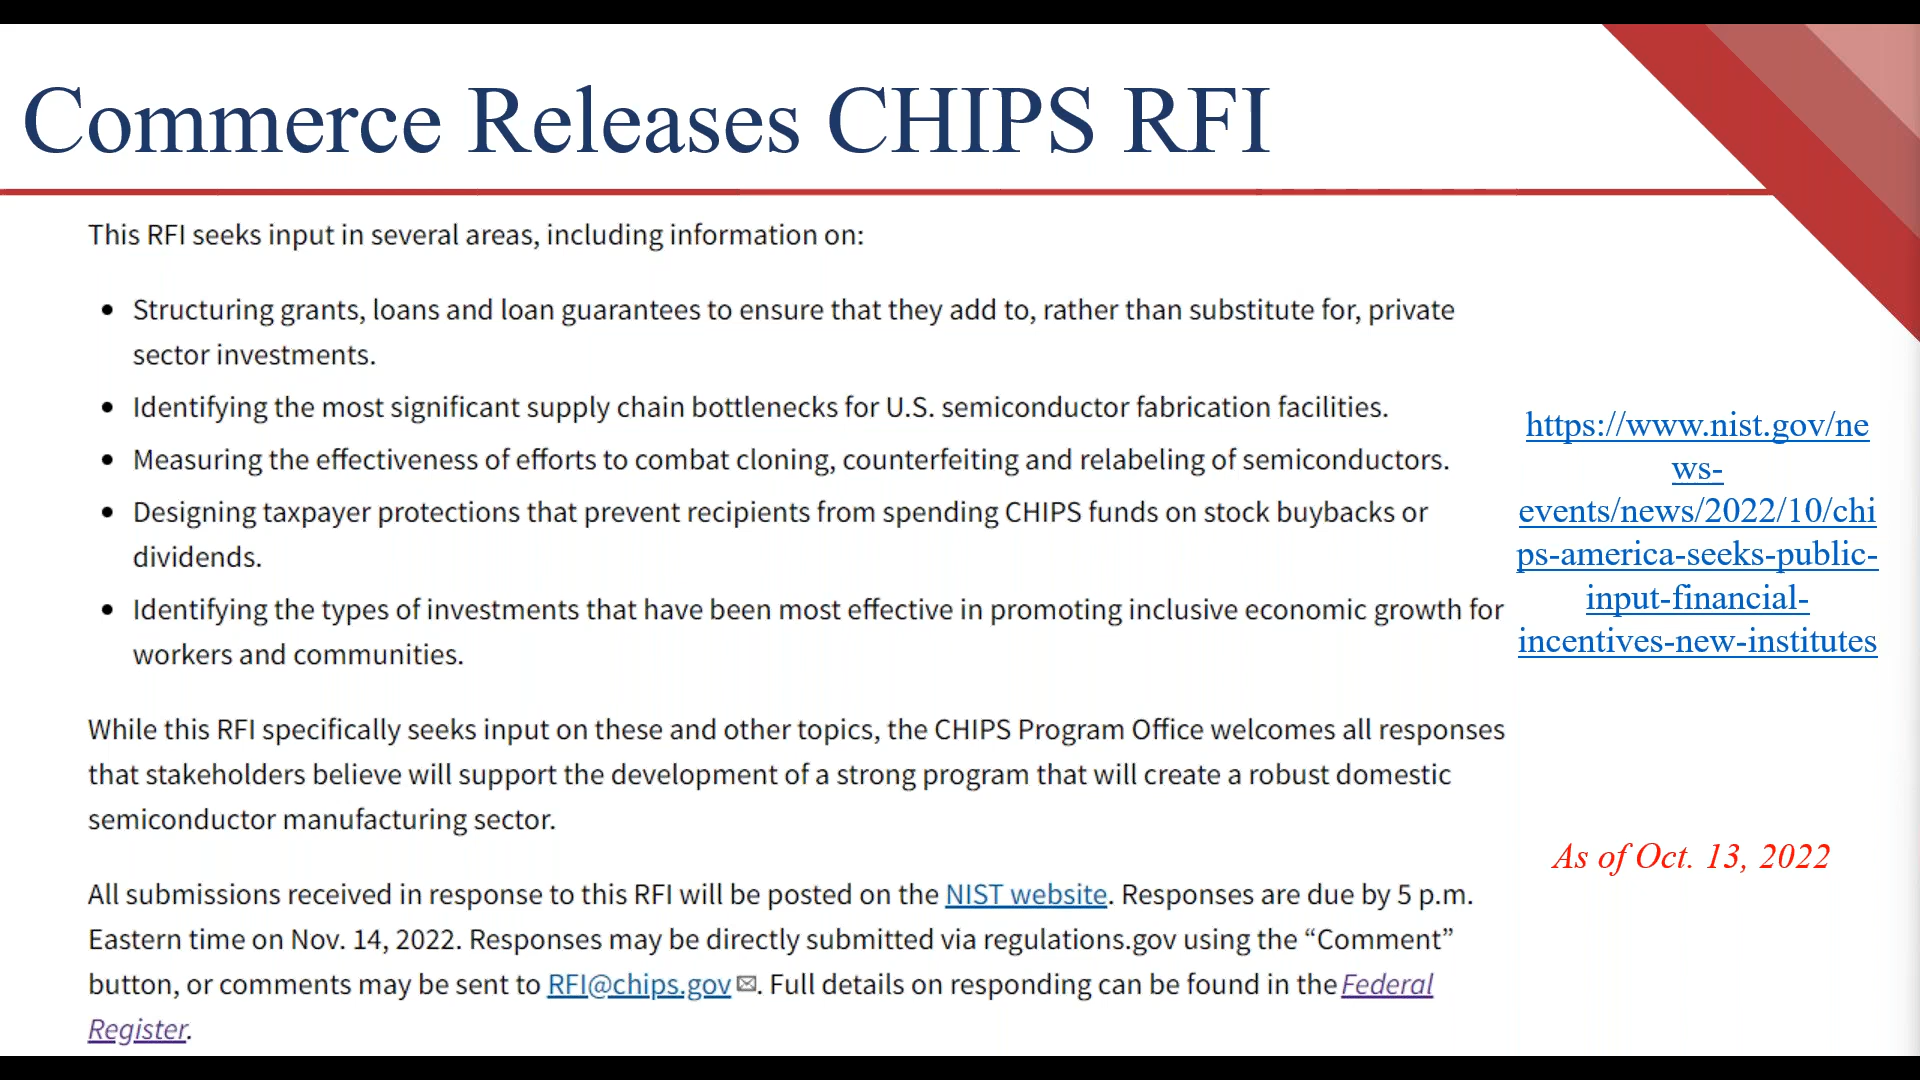 Commerce Releases CHIPS RFI
This RFI seeks input in several areas, including information on:
• Structuring grants, loans and loan guarantees to ensure that they add to, rather than substitute for, private
sector investments.
• Identifying the most significant supply chain bottlenecks for U.S. semiconductor fabrication facilities.
• Measuring the effectiveness of efforts to combat cloning, counterfeiting and relabeling of semiconductors.
• Designing taxpayer protections that prevent recipients from spending CHIPS funds on stock buybacks or
dividends.
• Identifying the types of investments that have been most effective in promoting inclusive economic growth for
workers and communities.
While this RFI specifically seeks input on these and other topics, the CHIPS Program Office welcomes all responses
that stakeholders believe will support the development of a strong program that will create a robust domestic
semiconductor manufacturing sector.
All submissions received in response to this RFI will be posted on the NIST website. Responses are due by 5 p.m.
Eastern time on Nov. 14, 2022. Responses may be directly submitted via regulations.gov using the “Comment”
button, or comments may be sent to RFI@chips.gov. Full details on responding can be found in the Federal
Register.
https://www.nist.gov/ne
ws-
events/news/2022/10/chi
ps-america-seeks-public-
input-financial-
incentives-new-institutes
As of Oct. 13, 2022